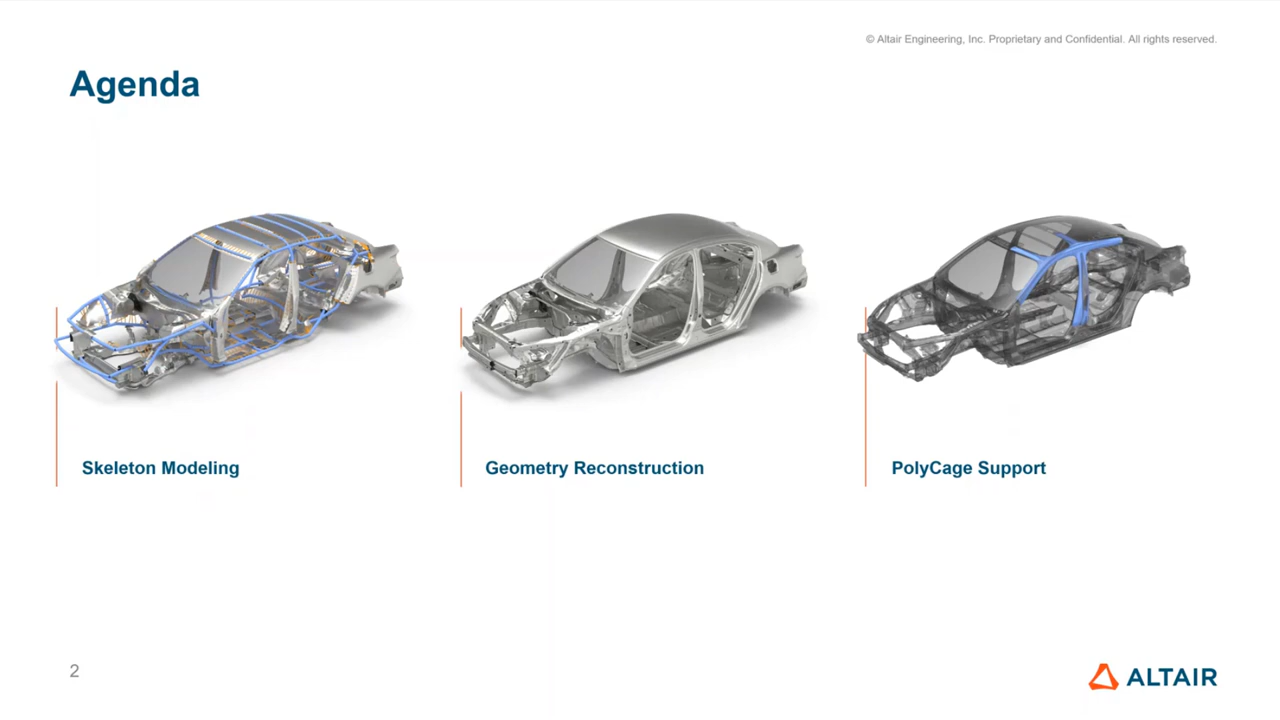 © Altair Engineering, Inc. Proprietary and Confidential. All rights reserved.
Agenda
Skeleton Modeling
Geometry Reconstruction
PolyCage Support
2
ALTAIR